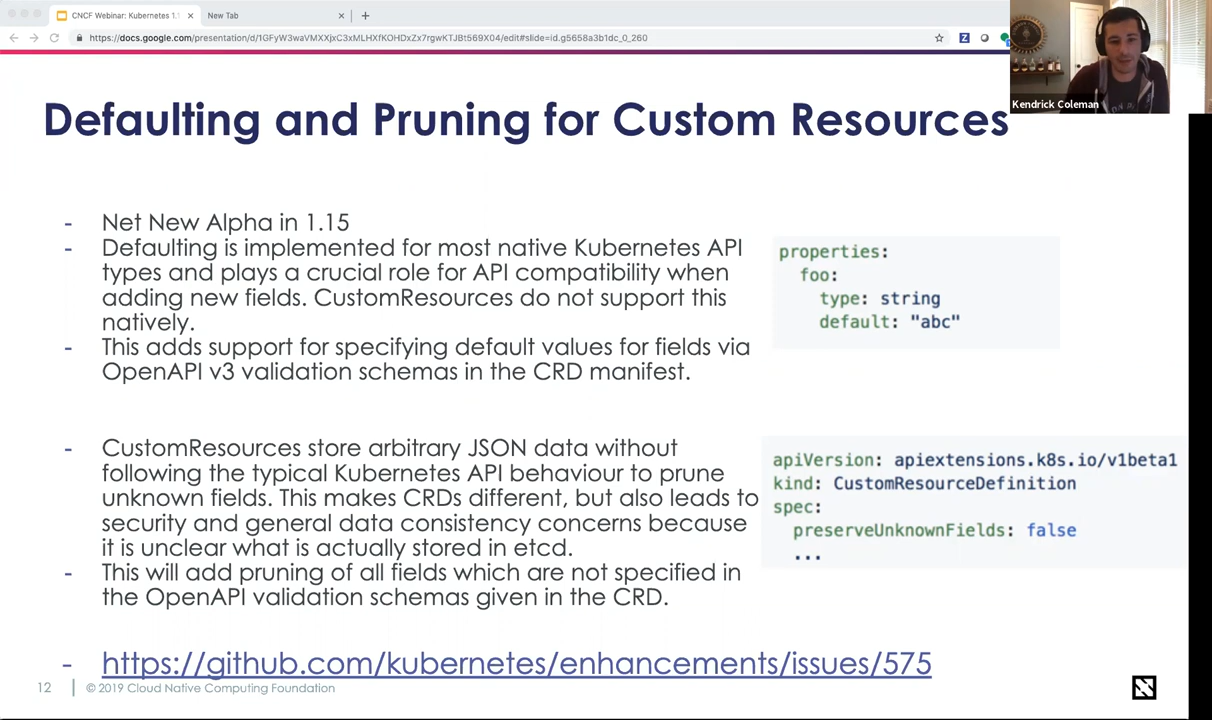 CNCF Webinar: Kubernetes 1.1
New Tab
https://docs.google.com/presentation/d/1GFyW3waVMXXjxC3xMLHXfKOHDxZx7rgwKTJBt569X04/edit#slide=id.g5658a3b1dc_0_260
Z
Kendrick Coleman
Defaulting and Pruning for Custom Resources
- Net New Alpha in 1.15
- Defaulting is implemented for most native Kubernetes API
types and plays a crucial role for API compatibility when
adding new fields. CustomResources do not support this
natively.
- This adds support for specifying default values for fields via
OpenAPI v3 validation schemas in the CRD manifest.
properties:
foo:
type: string
default: "abc"
- CustomResources store arbitrary JSON data without
following the typical Kubernetes API behaviour to prune
unknown fields. This makes CRDs different, but also leads to
security and general data consistency concerns because
it is unclear what is actually stored in etcd.
- This will add pruning of all fields which are not specified in
the OpenAPI validation schemas given in the CRD.
apiVersion: apiextensions.k8s.io/v1beta1
kind: CustomResourceDefinition
spec:
preserveUnknownFields: false
...
- https://github.com/kubernetes/enhancements/issues/575
12
© 2019 Cloud Native Computing Foundation